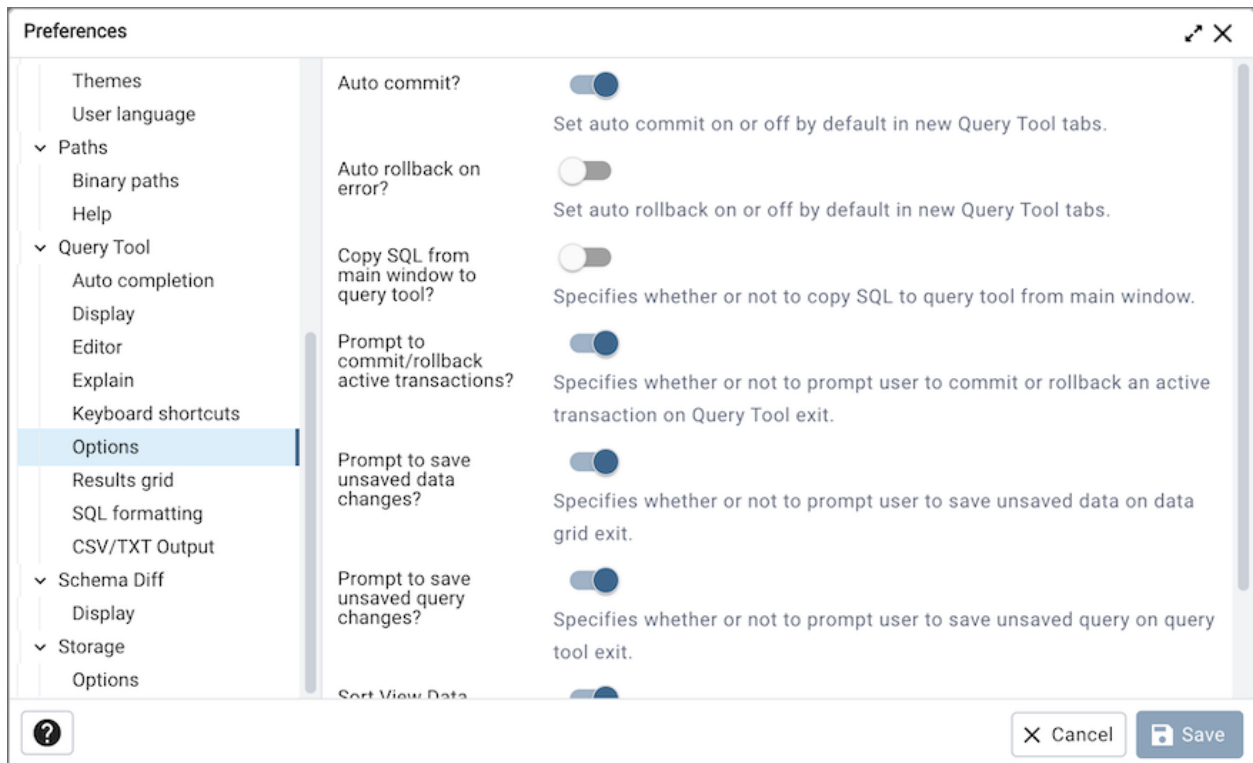 Preferences
Themes
User language
Paths
Binary paths
Help
Query Tool
Auto completion
Display
Editor
Explain
Keyboard shortcuts
Options
Results grid
SQL formatting
CSV/TXT Output
Schema Diff
Display
Storage
Options
Auto commit?
Set auto commit on or off by default in new Query Tool tabs.
Auto rollback on
error?
Set auto rollback on or off by default in new Query Tool tabs.
Copy SQL from
main window to
query tool?
Specifies whether or not to copy SQL to query tool from main window.
Prompt to
commit/rollback
active transactions?
Specifies whether or not to prompt user to commit or rollback an active
transaction on Query Tool exit.
Prompt to save
unsaved data
changes?
Specifies whether or not to prompt user to save unsaved data on data
grid exit.
Prompt to save
unsaved query
changes?
Specifies whether or not to prompt user to save unsaved query on query
tool exit.
Sort View Data
Cancel
Save